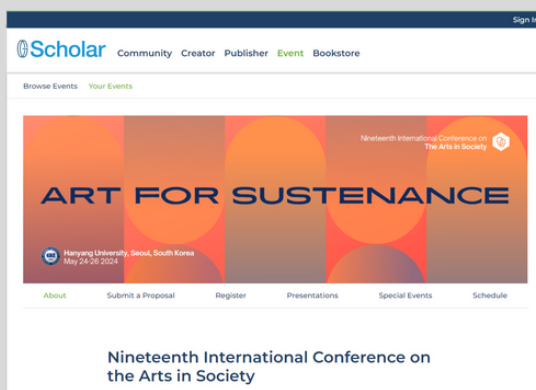 Sign In
Scholar Community Creator Publisher Event Bookstore
Browse Events Your Events
Nineteenth International Conference on
The Arts in Society
ART FOR SUSTENANCE
Hanyang University, Seoul, South Korea
May 24-26 2024
About Submit a Proposal Register Presentations Special Events Schedule
Nineteenth International Conference on
the Arts in Society